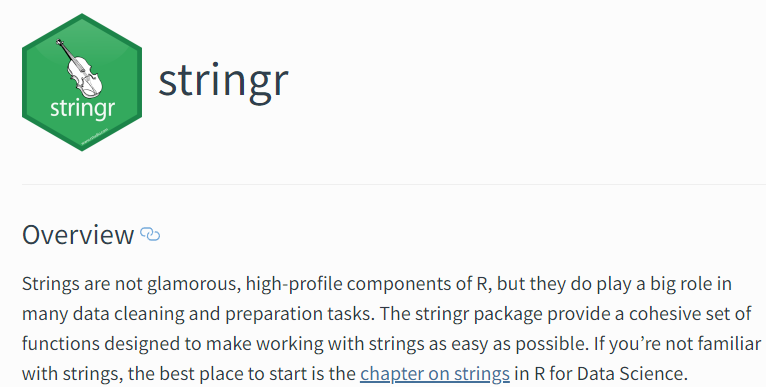 stringr
stringr
Overview
Strings are not glamorous, high-profile components of R, but they do play a big role in
many data cleaning and preparation tasks. The stringr package provide a cohesive set of
functions designed to make working with strings as easy as possible. If you’re not familiar
with strings, the best place to start is the chapter on strings in R for Data Science.